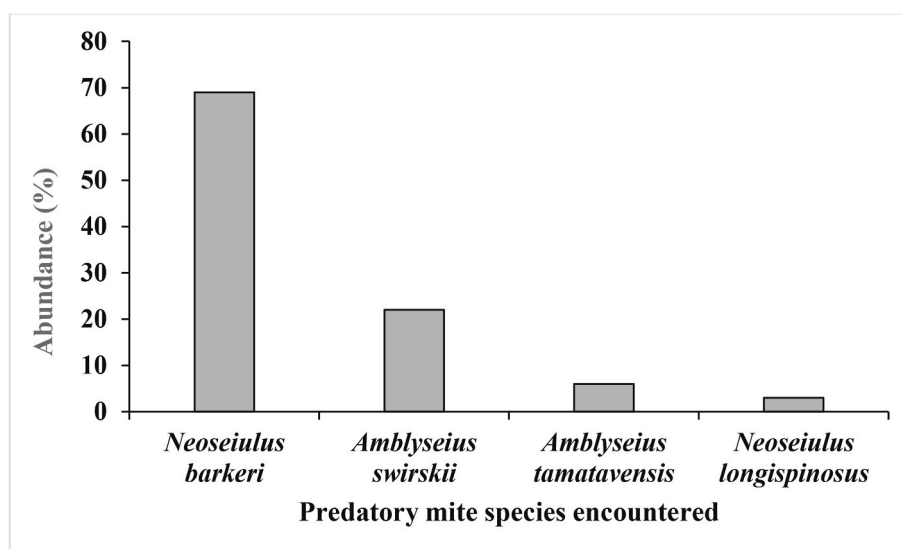 Abundance (%)
80
70
60
50
40
30
20
10
0
Neoseiulus barkeri
Amblyseius swirskii
Amblyseius tamatavensis
Neoseiulus longispinosus
Predatory mite species encountered